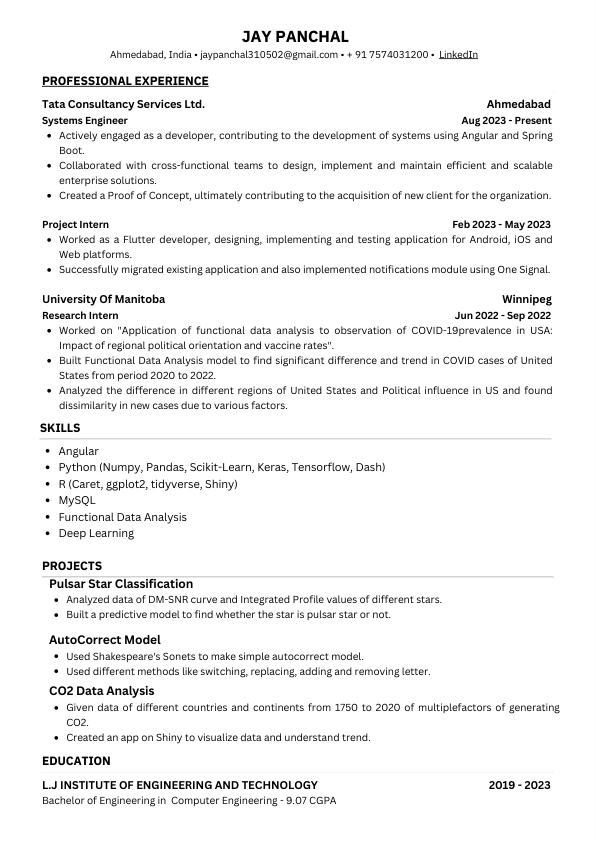 JAY PANCHAL
Ahmedabad, India • jaypanchal310502@gmail.com • + 91 7574031200 • LinkedIn
PROFESSIONAL EXPERIENCE
Tata Consultancy Services Ltd. Ahmedabad
Systems Engineer Aug 2023 - Present
• Actively engaged as a developer, contributing to the development of systems using Angular and Spring
Boot.
• Collaborated with cross-functional teams to design, implement and maintain efficient and scalable
enterprise solutions.
• Created a Proof of Concept, ultimately contributing to the acquisition of new client for the organization.
Project Intern Feb 2023 - May 2023
• Worked as a Flutter developer, designing, implementing and testing application for Android, iOS and
Web platforms.
• Successfully migrated existing application and also implemented notifications module using One Signal.
University Of Manitoba Winnipeg
Research Intern Jun 2022 - Sep 2022
• Worked on "Application of functional data analysis to observation of COVID-19prevalence in USA:
Impact of regional political orientation and vaccine rates".
• Built Functional Data Analysis model to find significant difference and trend in COVID cases of United
States from period 2020 to 2022.
• Analyzed the difference in different regions of United States and Political influence in US and found
dissimilarity in new cases due to various factors.
SKILLS
• Angular
• Python (Numpy, Pandas, Scikit-Learn, Keras, Tensorflow, Dash)
• R (Caret, ggplot2, tidyverse, Shiny)
• MySQL
• Functional Data Analysis
• Deep Learning
PROJECTS
Pulsar Star Classification
• Analyzed data of DM-SNR curve and Integrated Profile values of different stars.
• Built a predictive model to find whether the star is pulsar star or not.
AutoCorrect Model
• Used Shakespeare's Sonets to make simple autocorrect model.
• Used different methods like switching, replacing, adding and removing letter.
CO2 Data Analysis
• Given data of different countries and continents from 1750 to 2020 of multiplefactors of generating
CO2.
• Created an app on Shiny to visualize data and understand trend.
EDUCATION
L.J INSTITUTE OF ENGINEERING AND TECHNOLOGY 2019 - 2023
Bachelor of Engineering in Computer Engineering - 9.07 CGPA